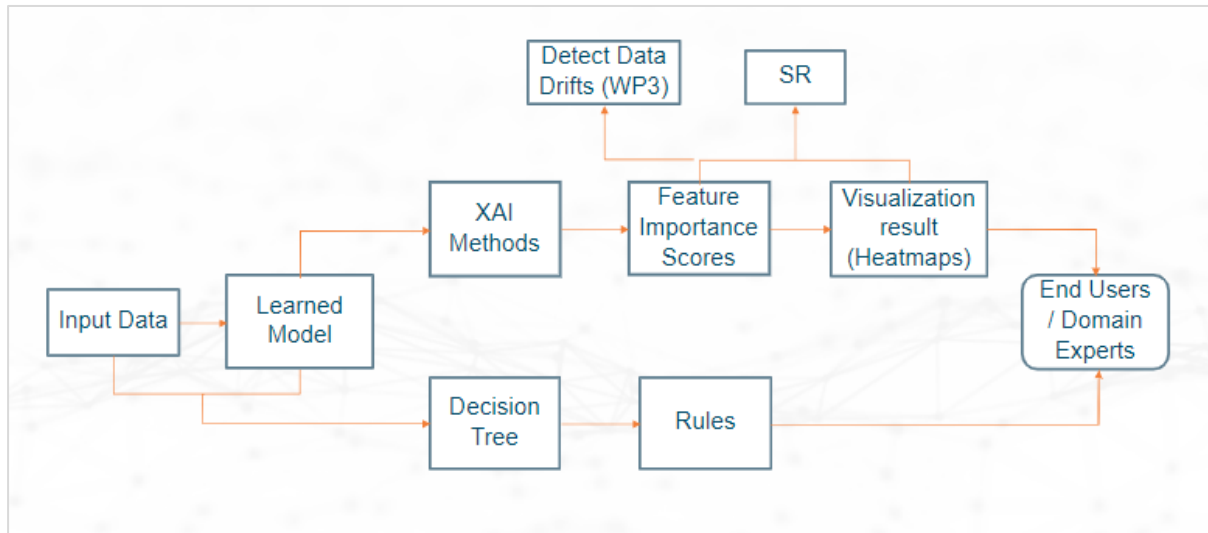 Detect Data
Drifts (WP3)
SR
XAI
Methods
Feature
Importance
Scores
Visualization
result
(Heatmaps)
Input Data
Learned
Model
End Users
/ Domain
Experts
Decision
Tree
Rules